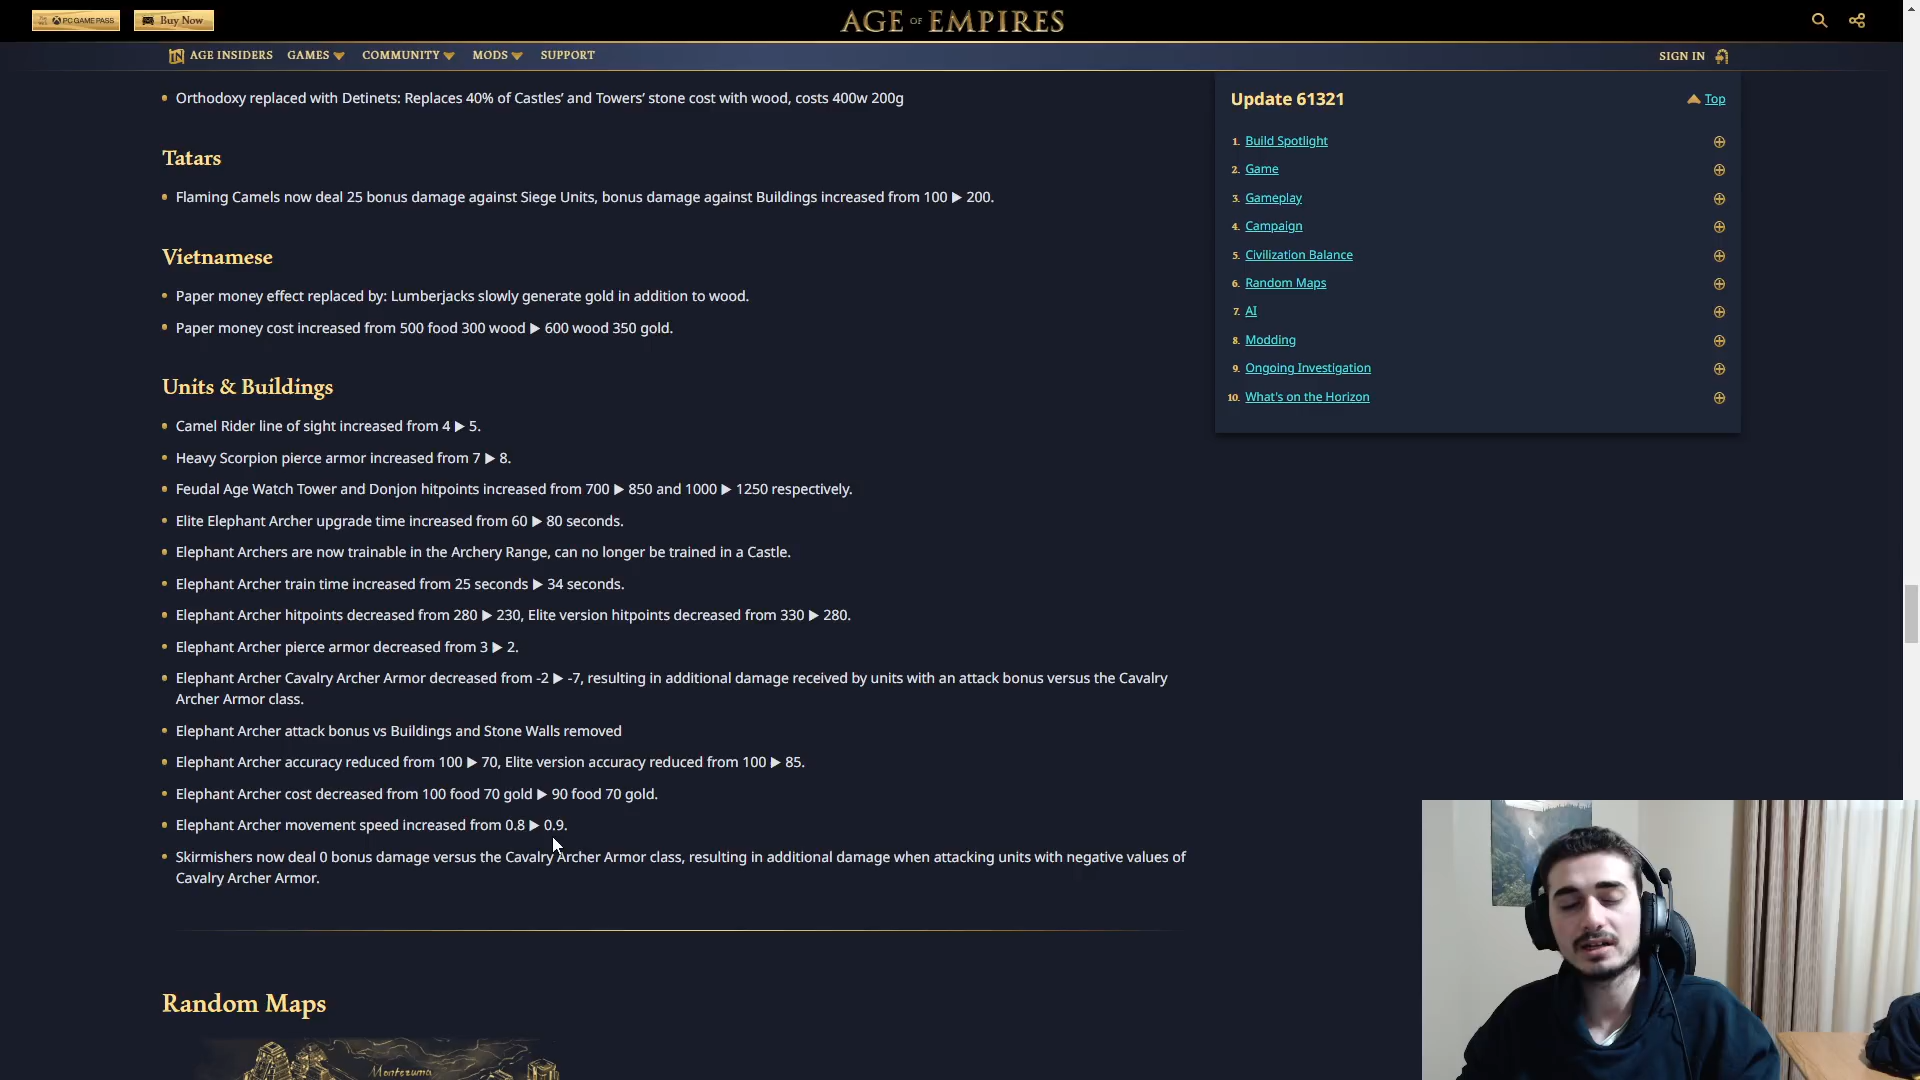 PC GAME PASS
Buy Now
AGE OF EMPIRES
AGE INSIDERS
GAMES
COMMUNITY
MODS
SUPPORT
SIGN IN
Orthodoxy replaced with Detinets: Replaces 40% of Castles’ and Towers’ stone cost with wood, costs 400w 200g
Tatars
Flaming Camels now deal 25 bonus damage against Siege Units, bonus damage against Buildings increased from 100 ▶ 200.
Vietnamese
Paper money effect replaced by: Lumberjacks slowly generate gold in addition to wood.
Paper money cost increased from 500 food 300 wood ▶ 600 wood 350 gold.
Units & Buildings
Camel Rider line of sight increased from 4 ▶ 5.
Heavy Scorpion pierce armor increased from 7 ▶ 8.
Feudal Age Watch Tower and Donjon hitpoints increased from 700 ▶ 850 and 1000 ▶ 1250 respectively.
Elite Elephant Archer upgrade time increased from 60 ▶ 80 seconds.
Elephant Archers are now trainable in the Archery Range, can no longer be trained in a Castle.
Elephant Archer train time increased from 25 seconds ▶ 34 seconds.
Elephant Archer hitpoints decreased from 280 ▶ 230, Elite version hitpoints decreased from 330 ▶ 280.
Elephant Archer pierce armor decreased from 3 ▶ 2.
Elephant Archer Cavalry Archer Armor decreased from -2 ▶ -7, resulting in additional damage received by units with an attack bonus versus the Cavalry
Archer Armor class.
Elephant Archer attack bonus vs Buildings and Stone Walls removed
Elephant Archer accuracy reduced from 100 ▶ 70, Elite version accuracy reduced from 100 ▶ 85.
Elephant Archer cost decreased from 100 food 70 gold ▶ 90 food 70 gold.
Elephant Archer movement speed increased from 0.8 ▶ 0.9.
Skirmishers now deal 0 bonus damage versus the Cavalry Archer Armor class, resulting in additional damage when attacking units with negative values of
Cavalry Archer Armor.
Random Maps
Montezuma
Update 61321
Top
1. Build Spotlight
2. Game
3. Gameplay
4. Campaign
5. Civilization Balance
6. Random Maps
7. AI
8. Modding
9. Ongoing Investigation
10. What's on the Horizon